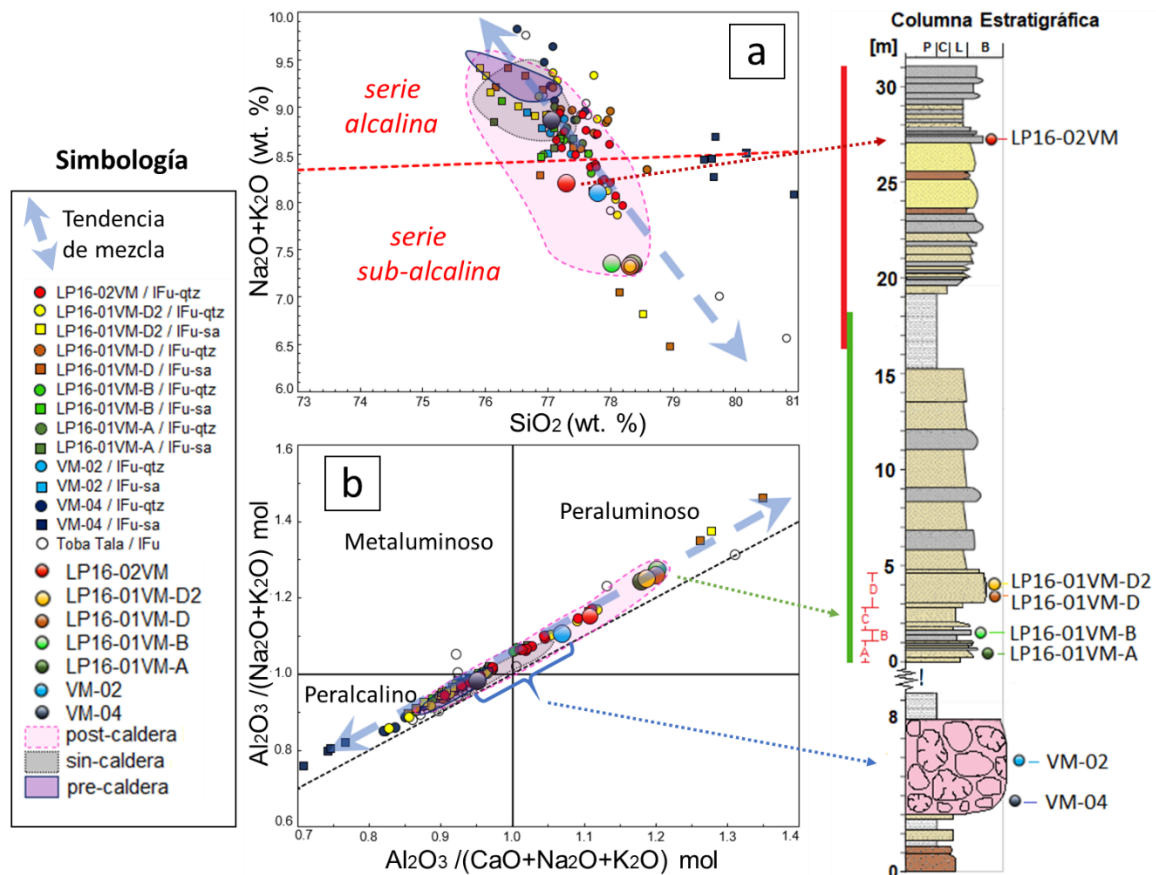 Simbología
Tendencia
de mezcla
LP16-02VM / IFu-qtz
LP16-01VM-D2 / IFu-qtz
LP16-01VM-D2 / IFu-sa
LP16-01VM-D / IFu-qtz
LP16-01VM-D / IFu-sa
LP16-01VM-B / IFu-qtz
LP16-01VM-B / IFu-sa
LP16-01VM-A / IFu-qtz
LP16-01VM-A / IFu-sa
VM-02 / IFu-qtz
VM-02 / IFu-sa
VM-04 / IFu-qtz
VM-04 / IFu-sa
Toba Tala / IFu
LP16-02VM
LP16-01VM-D2
LP16-01VM-D
LP16-01VM-B
LP16-01VM-A
VM-02
VM-04
post-caldera
sin-caldera
pre-caldera
a
Na₂O+K₂O (wt. %)
10.0
9.5
9.0
8.5
8.0
7.5
7.0
6.5
6.0
serie
alcalina
serie
sub-alcalina
73 75 76 77 78 79 80 81
SiO₂ (wt. %)
b
Al₂O₃ /(Na₂O+K₂O) mol
1.6
1.4
1.2
1.0
0.8
0.6
Metaluminoso
Peraluminoso
Peralcalino
0.7 0.8 0.9 1.0 1.1 1.2 1.3 1.4
Al₂O₃ /(CaO+Na₂O+K₂O) mol
Columna Estratigráfica
[m]
P C L B
30
25
20
15
10
5
0
8
0
LP16-02VM
D
C
B
A
LP16-01VM-D2
LP16-01VM-D
LP16-01VM-B
LP16-01VM-A
!
VM-02
VM-04